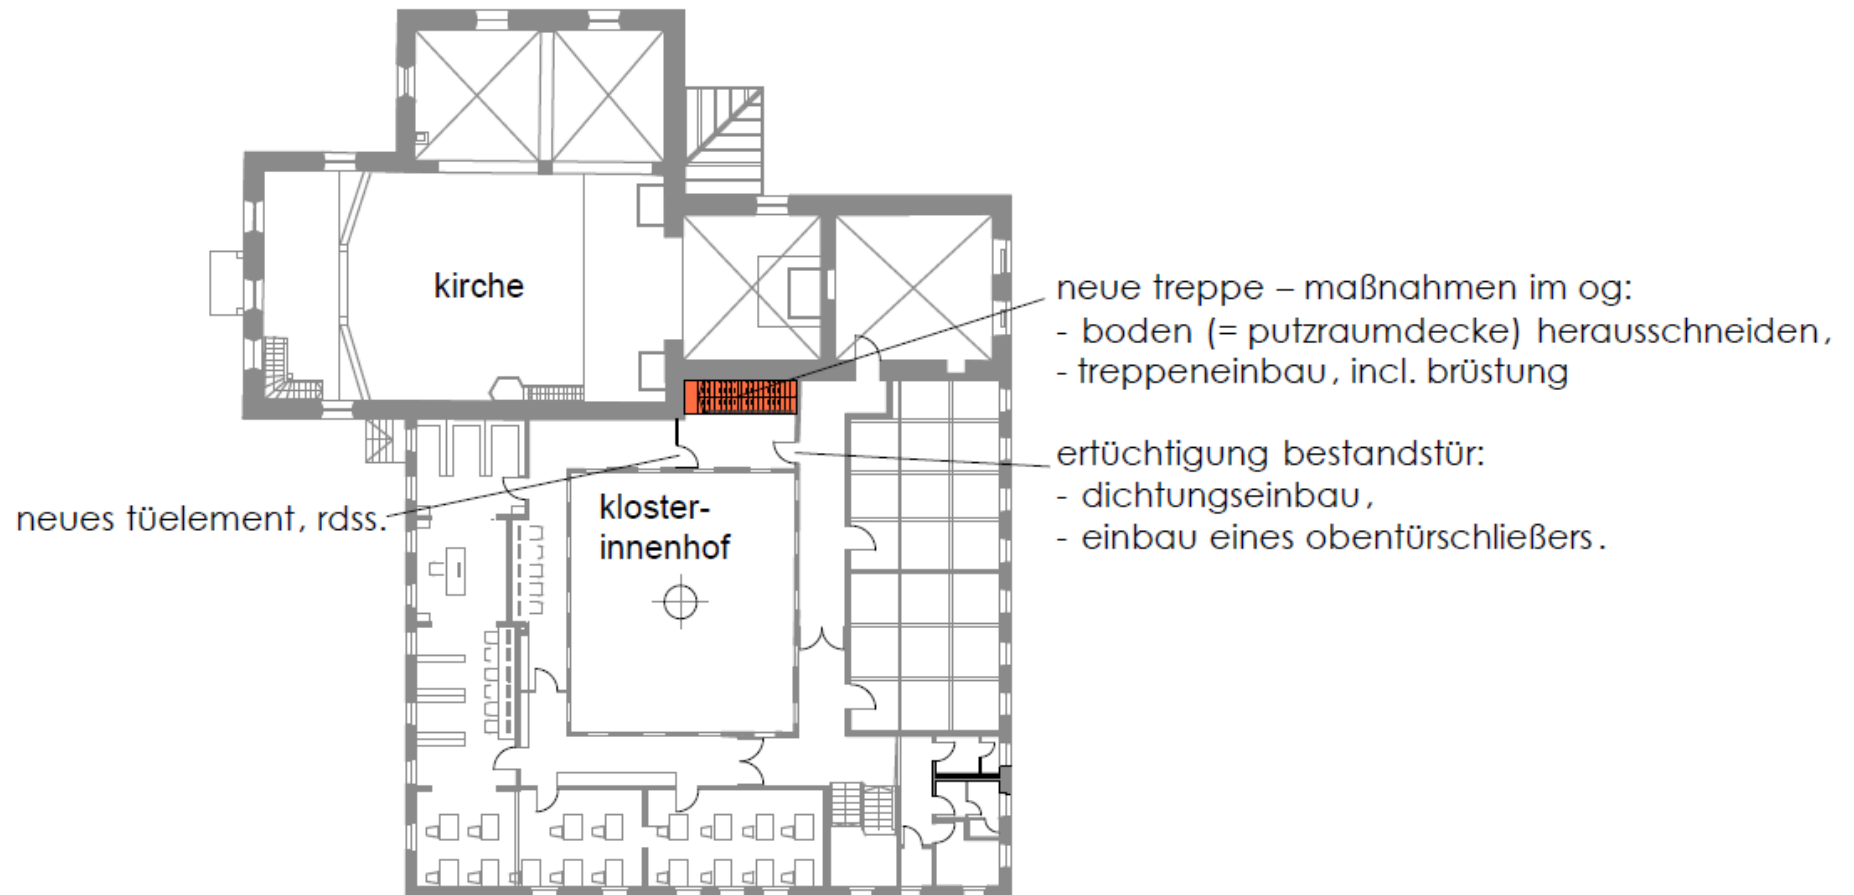 kirche
neue treppe – maßnahmen im og:
- boden (= putzraumdecke) herausschneiden,
- treppeneinbau, incl. brüstung
ertüchtigung bestandstür:
- dichtungseinbau,
- einbau eines obentürschließers.
neues tüelement, rdss.
kloster-
innenhof